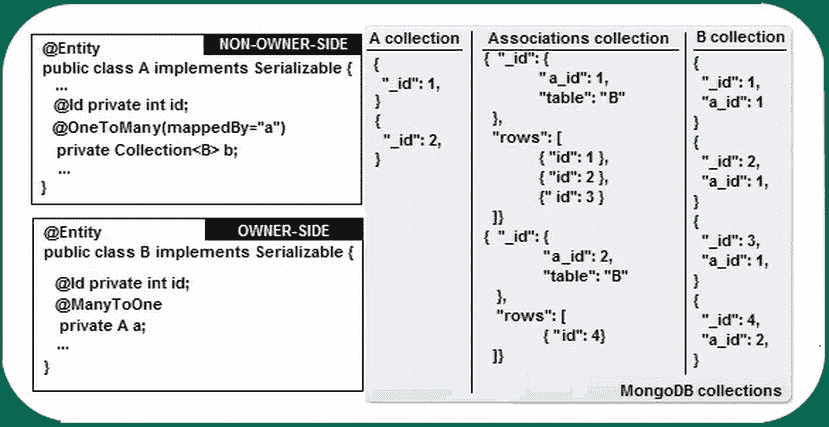 @Entity
NON-OWNER-SIDE
public class A implements Serializable {
...
@Id private int id;
@OneToMany(mappedBy="a")
private Collection<B> b;
...
}
@Entity
OWNER-SIDE
public class B implements Serializable {
@Id private int id;
@ManyToOne
private A a;
...
}
A collection
{
"_id": 1,
}
{
"_id": 2,
}
Associations collection
{ "_id": {
"a_id": 1,
"table": "B"
},
"rows": [
{ "id": 1 },
{ "id": 2 },
{" id": 3 }
]}
{ "_id": {
"a_id": 2,
"table": "B"
},
"rows": [
{ "id": 4}
]}
B collection
{
"_id": 1,
"a_id": 1
}
{
"_id": 2,
"a_id": 1,
}
{
"_id": 3,
"a_id": 1,
}
{
"_id": 4,
"a_id": 2,
}
MongoDB collections